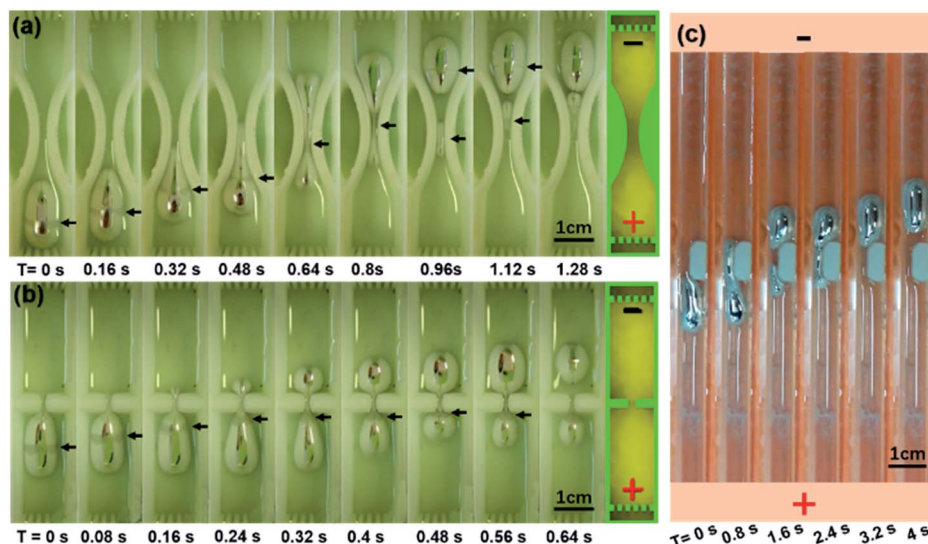 (a)
−
+
1cm
T= 0 s 0.16 s 0.32 s 0.48 s 0.64 s 0.8s 0.96s 1.12 s 1.28 s
(b)
−
+
1cm
T = 0 s 0.08 s 0.16 s 0.24 s 0.32 s 0.4 s 0.48 s 0.56 s 0.64 s
(c)
−
1cm
+
T= 0 s 0.8 s 1.6 s 2.4 s 3.2 s 4 s